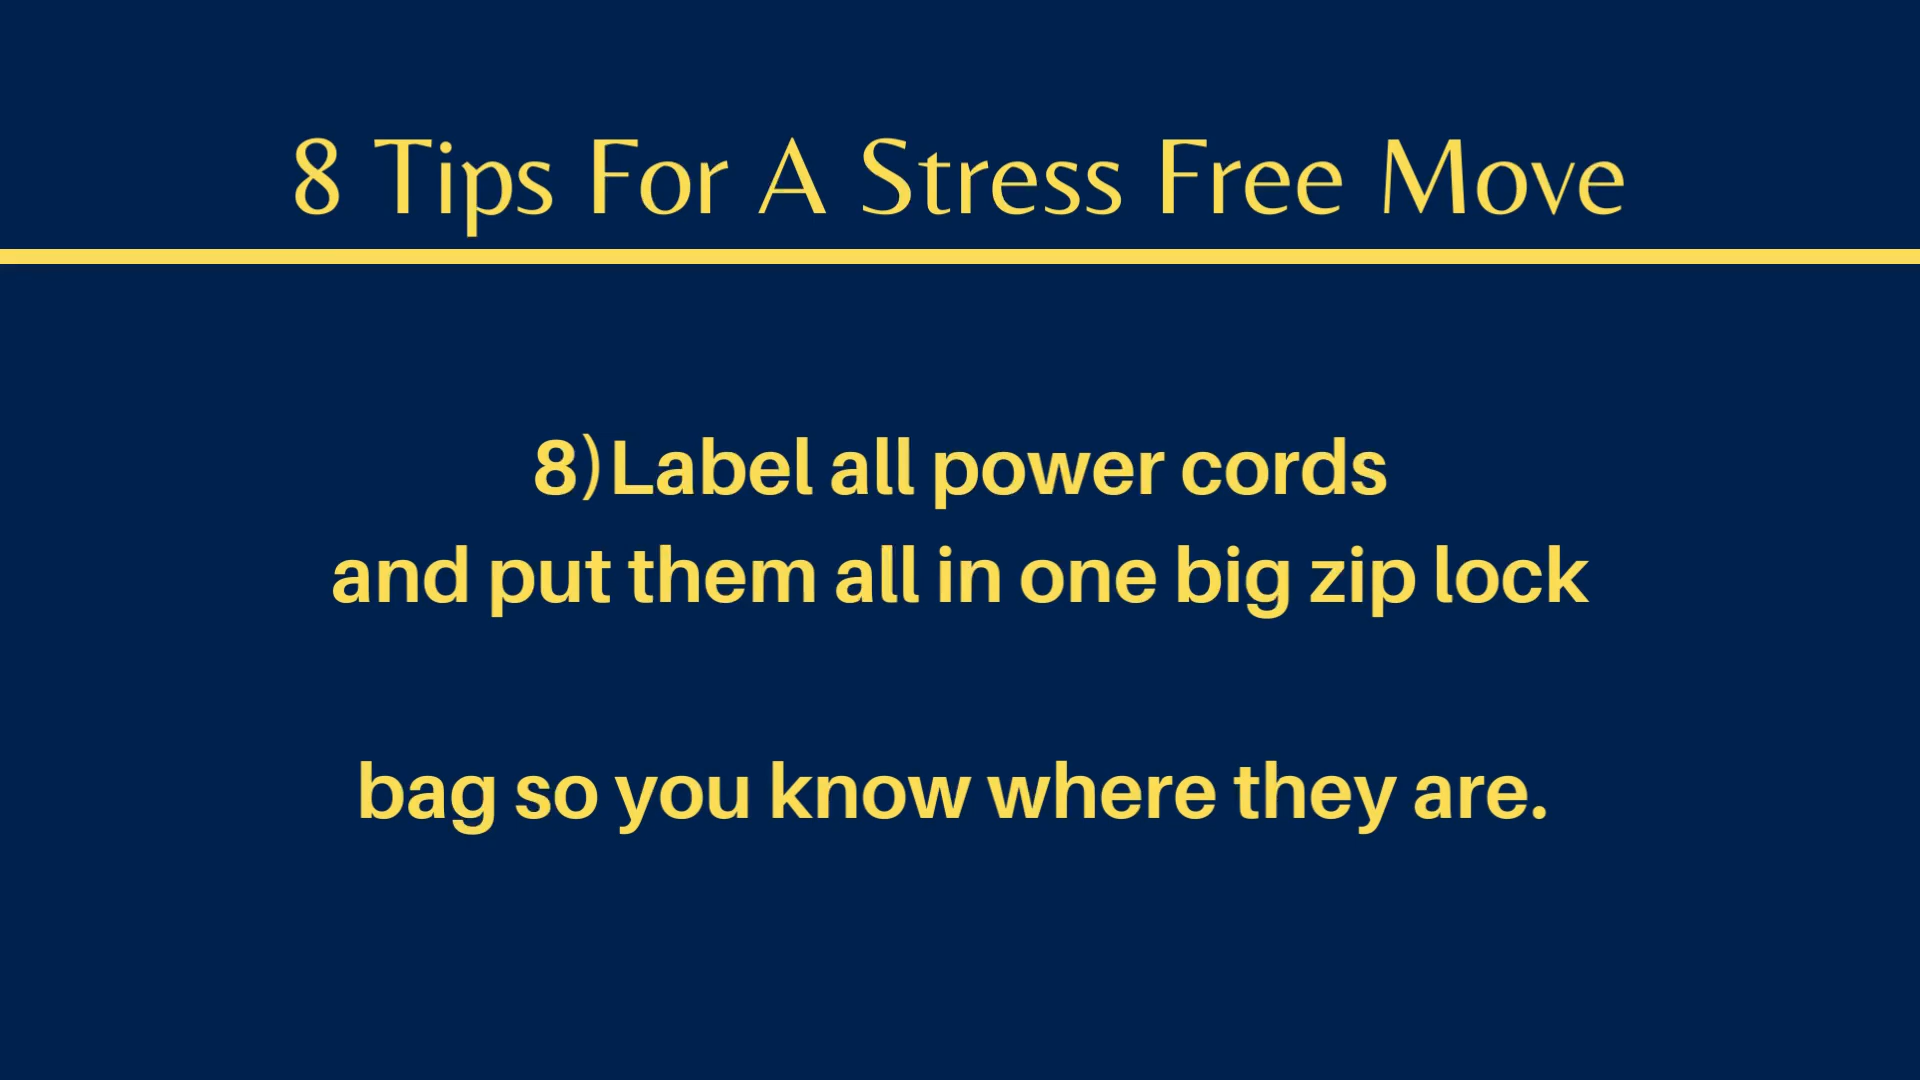 8 Tips For A Stress Free Move
8)Label all power cords
and put them all in one big zip lock
bag so you know where they are.